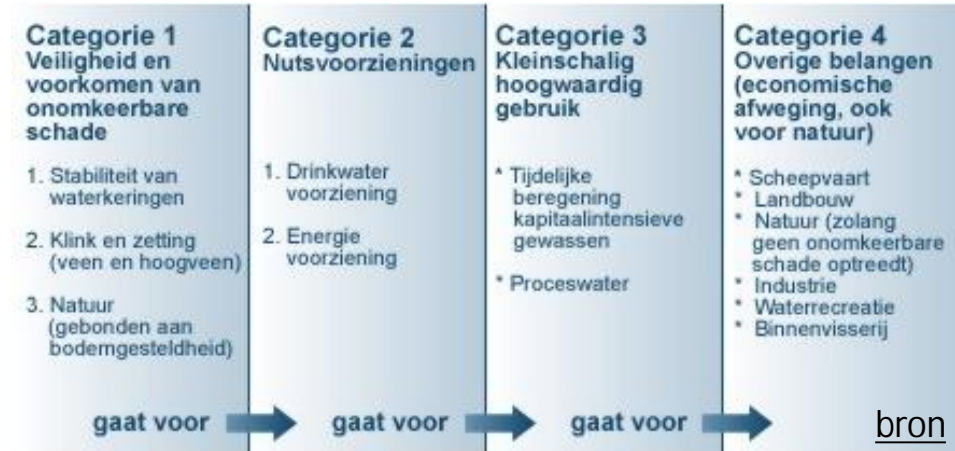 Categorie 1
Veiligheid en
voorkomen van
onomkeerbare
schade
1. Stabiliteit van
waterkeringen
2. Klink en zetting
(veen en hoogveen)
3. Natuur
(gebonden aan
bodemgesteldheid)
gaat voor
Categorie 2
Nutsvoorzieningen
1. Drinkwater
voorziening
2. Energie
voorziening
gaat voor
Categorie 3
Kleinschalig
hoogwaardig
gebruik
* Tijdelijke
beregening
kapitaalintensieve
gewassen
* Proceswater
gaat voor
Categorie 4
Overige belangen
(economische
afweging, ook
voor natuur)
* Scheepvaart
* Landbouw
* Natuur (zolang
geen onomkeerbare
schade optreedt)
* Industrie
* Waterrecreatie
* Binnenvisserij
bron